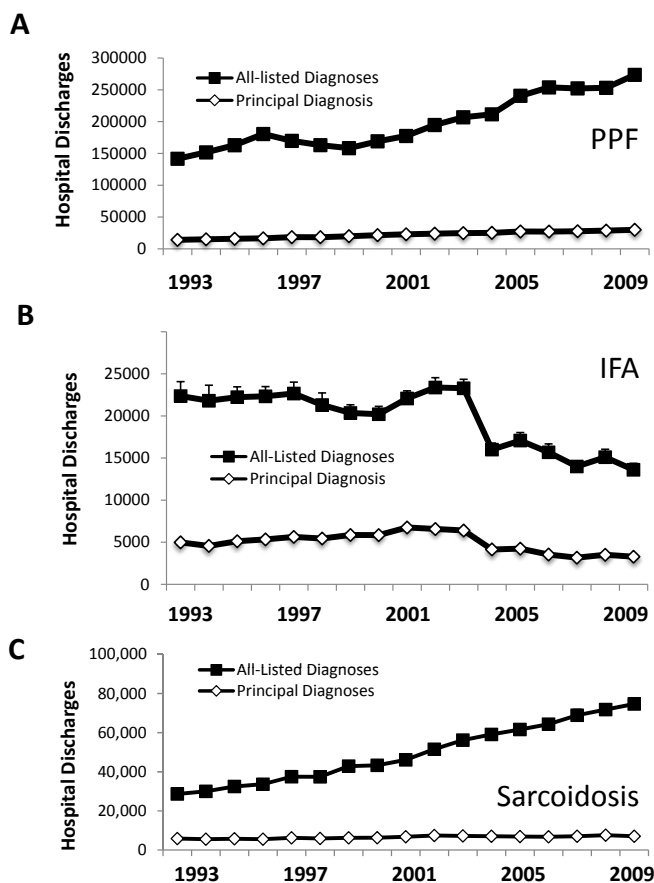 A
Hospital Discharges
300000
250000
200000
150000
100000
50000
0
All-listed Diagnoses
Principal Diagnosis
PPF
1993 1997 2001 2005 2009
B
Hospital Discharges
25000
20000
15000
10000
5000
0
IFA
All-Listed Diagnoses
Principal Diagnosis
1993 1997 2001 2005 2009
C
Hospital Discharges
100,000
80,000
60,000
40,000
20,000
0
All-Listed Diagnoses
Principal Diagnoses
Sarcoidosis
1993 1997 2001 2005 2009